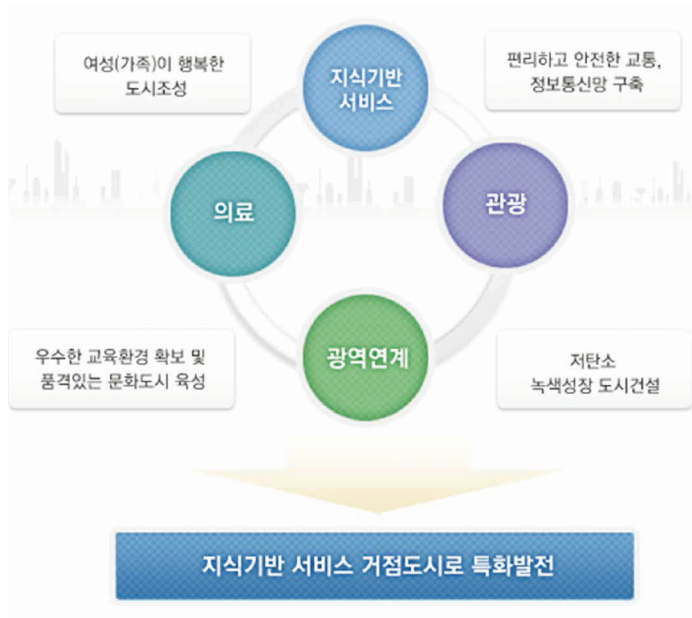 여성(가족)이 행복한
도시조성
지식기반
서비스
편리하고 안전한 교통,
정보통신망 구축
의료
관광
우수한 교육환경 확보 및
품격있는 문화도시 육성
광역연계
저탄소
녹색성장 도시건설
지식기반 서비스 거점도시로 특화발전